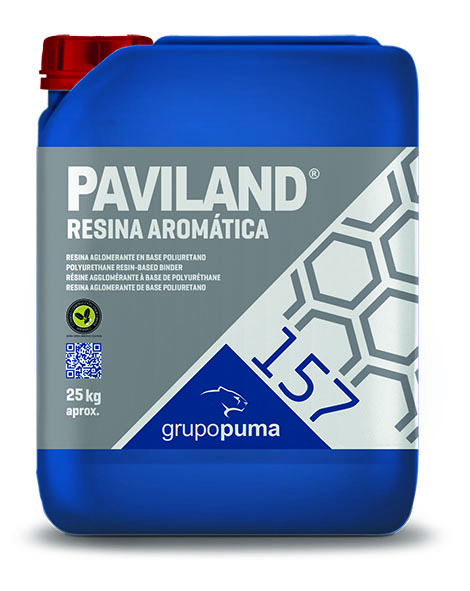 PAVILAND®
RESINA AROMÁTICA
RESINA AGLOMERANTE EN BASE POLIURETANO
POLYURETHANE RESIN-BASED BINDER
RÉSINE AGGLOMÉRANTE À BASE DE POLYURÉTHANE
RESINA AGLOMERANTE DE BASE POLIURETANO
157
25 kg
aprox.
grupopuma